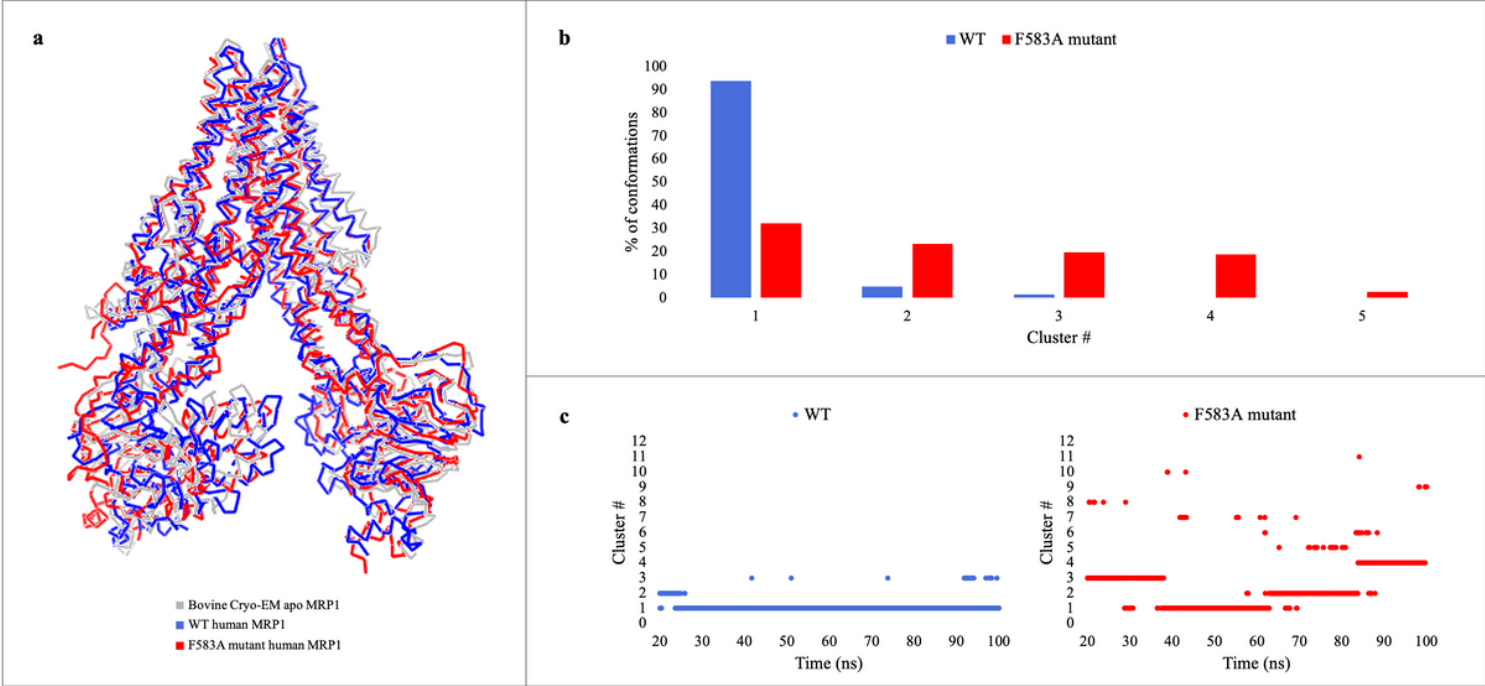 a
Bovine Cryo-EM apo MRP1
WT human MRP1
F583A mutant human MRP1
b
WT F583A mutant
% of conformations
100
90
80
70
60
50
40
30
20
10
0
1 2 3 4 5
Cluster #
c
WT
Cluster #
12
11
10
9
8
7
6
5
4
3
2
1
0
20 30 40 50 60 70 80 90 100
Time (ns)
F583A mutant
Cluster #
12
11
10
9
8
7
6
5
4
3
2
1
0
20 30 40 50 60 70 80 90 100
Time (ns)